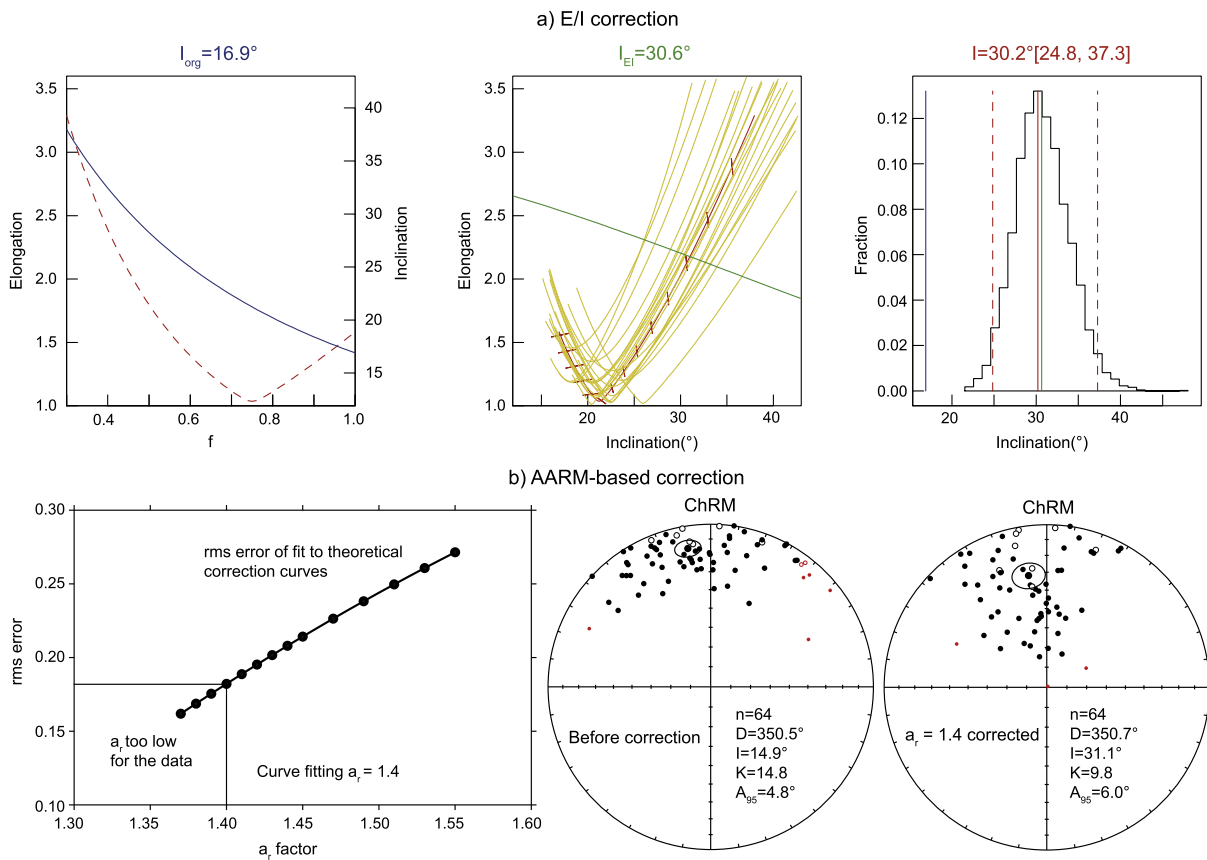 a) E/I correction
I_org=16.9°
I_EI=30.6°
I=30.2°[24.8, 37.3]
3.5
3.0
2.5
2.0
1.5
1.0
Elongation
40
35
30
25
20
15
Inclination
0.4
0.6
0.8
1.0
f
3.5
3.0
2.5
2.0
1.5
1.0
Elongation
20
30
40
Inclination(°)
0.12
0.10
0.08
0.06
0.04
0.02
0.00
Fraction
20
30
40
Inclination(°)
b) AARM-based correction
0.30
0.25
0.20
0.15
0.10
rms error
rms error of fit to theoretical
correction curves
a_r too low
for the data
Curve fitting a_r = 1.4
1.30
1.35
1.40
1.45
1.50
1.55
1.60
a_r factor
ChRM
Before correction
n=64
D=350.5°
I=14.9°
K=14.8
A_95=4.8°
ChRM
a_r = 1.4 corrected
n=64
D=350.7°
I=31.1°
K=9.8
A_95=6.0°